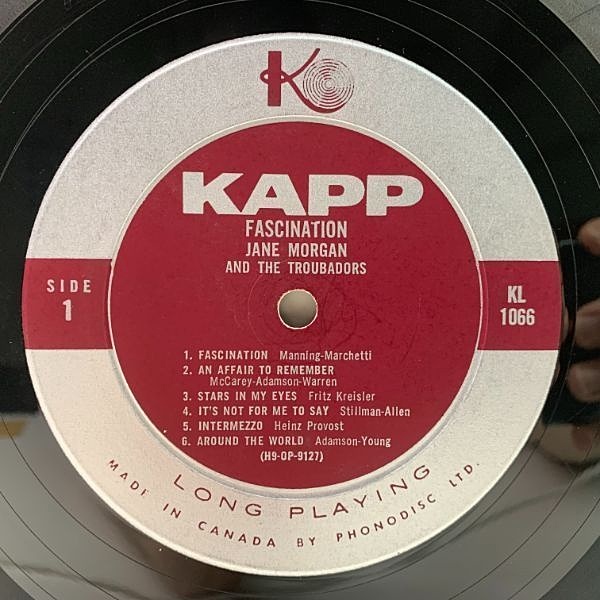 K
KAPP
FASCINATION
JANE MORGAN
AND THE TROUBADORS
SIDE
1
KL
1066
1. FASCINATION Manning-Marchetti
2. AN AFFAIR TO REMEMBER
McCarey-Adamson-Warren
3. STARS IN MY EYES Fritz Kreisler
4. IT'S NOT FOR ME TO SAY Stillman-Allen
5. INTERMEZZO Heinz Provost
6. AROUND THE WORLD Adamson-Young
(H9-OP-9127)
LONG PLAYING
MADE IN CANADA BY PHONODISC LTD.